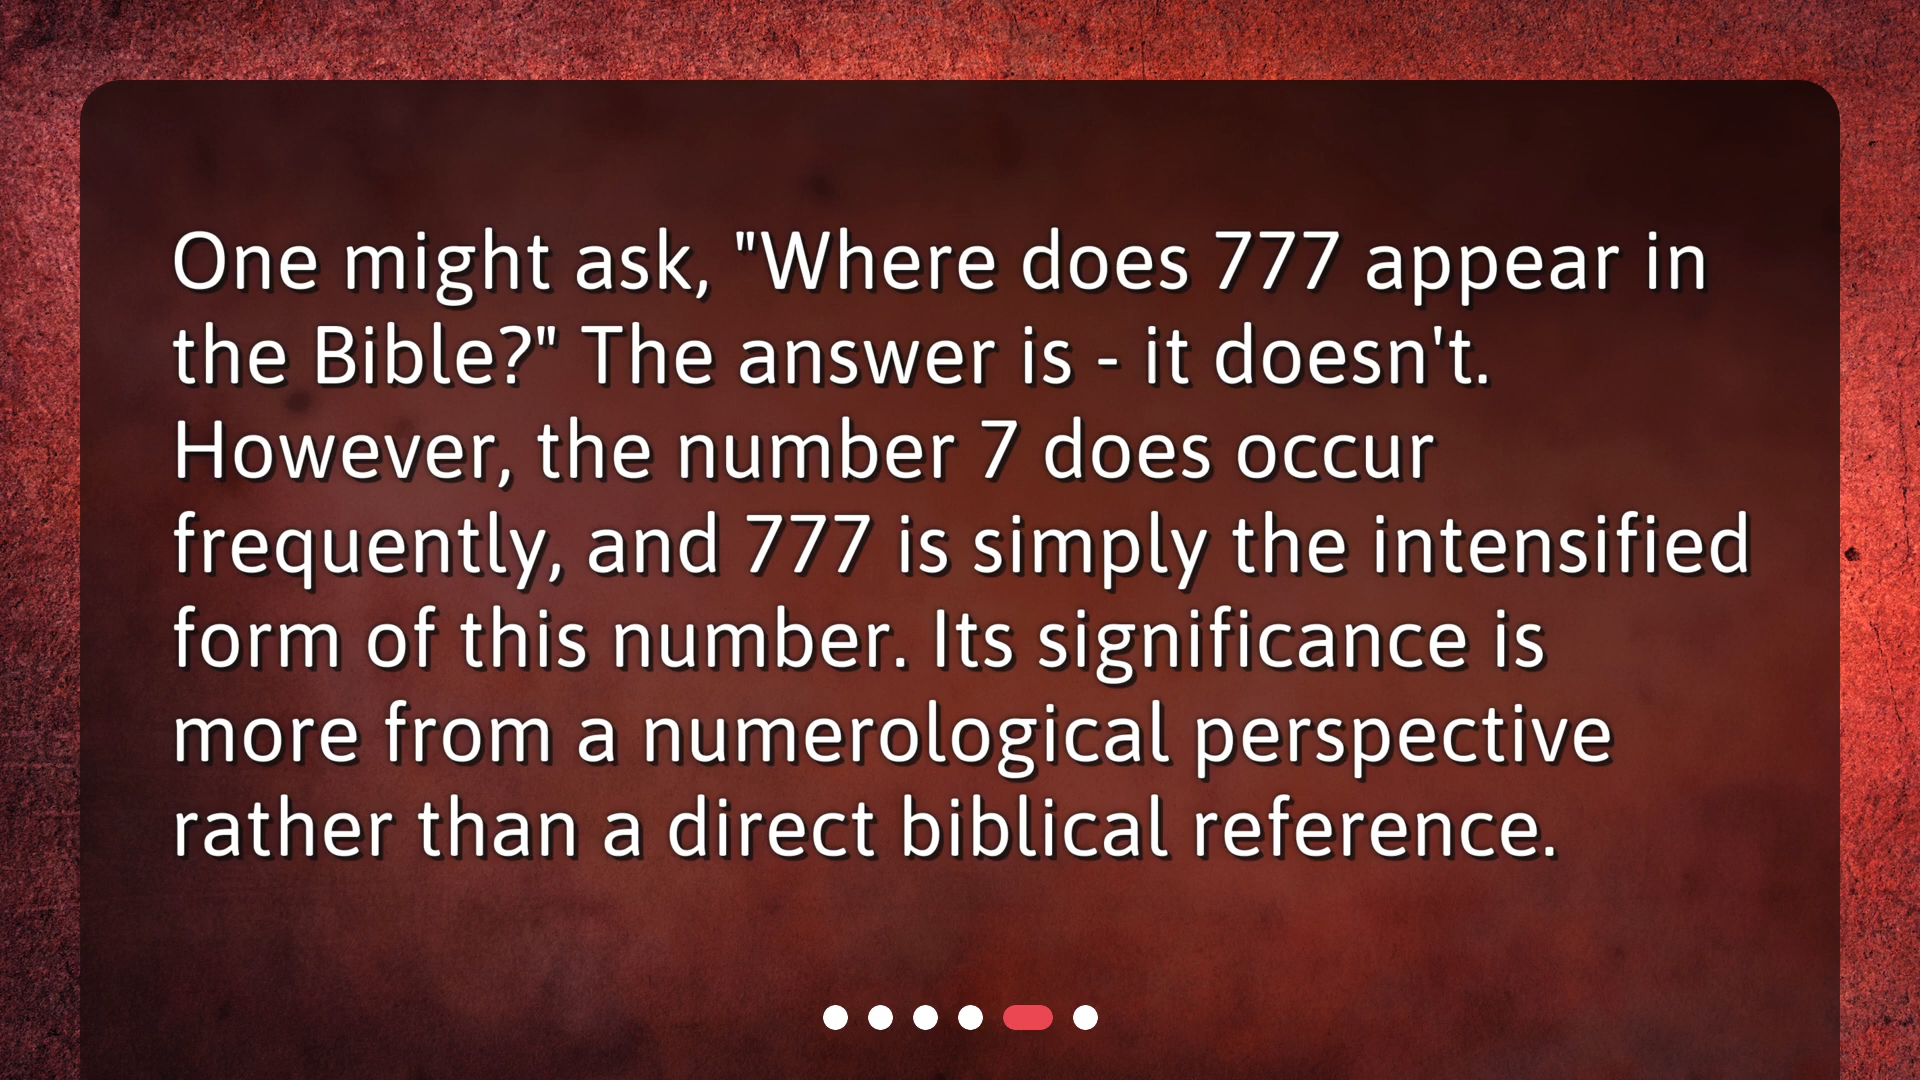 One might ask, "Where does 777 appear in
the Bible?" The answer is - it doesn't.
However, the number 7 does occur
frequently, and 777 is simply the intensified
form of this number. Its significance is
more from a numerological perspective
rather than a direct biblical reference.